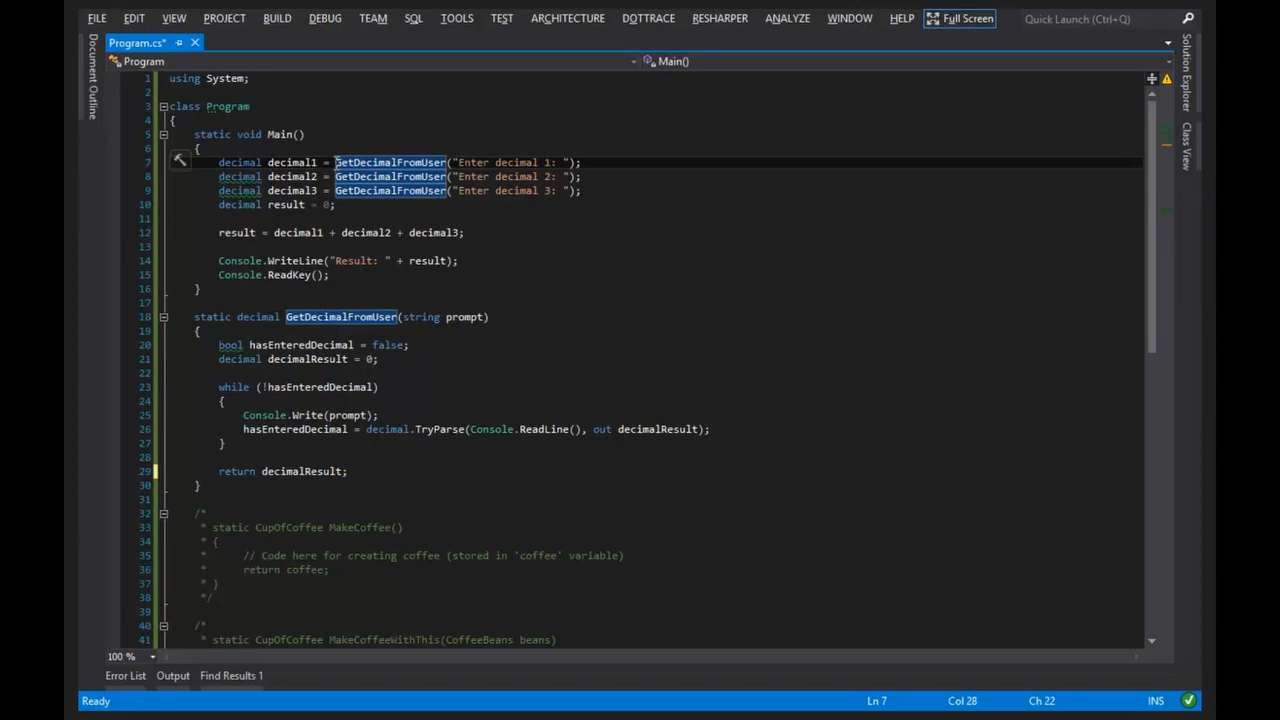 FILE EDIT VIEW PROJECT BUILD DEBUG TEAM SQL TOOLS TEST ARCHITECTURE DOTTRACE RESHARPER ANALYZE WINDOW HELP Full Screen Quick Launch (Ctrl+Q)
Program.cs*
Program Main()
Document Outline
Solution Explorer
Class View
1 using System;
2
3 class Program
4 {
5 static void Main()
6 {
7 decimal decimal1 = GetDecimalFromUser("Enter decimal 1: ");
8 decimal decimal2 = GetDecimalFromUser("Enter decimal 2: ");
9 decimal decimal3 = GetDecimalFromUser("Enter decimal 3: ");
10 decimal result = 0;
11
12 result = decimal1 + decimal2 + decimal3;
13
14 Console.WriteLine("Result: " + result);
15 Console.ReadKey();
16 }
17
18 static decimal GetDecimalFromUser(string prompt)
19 {
20 bool hasEnteredDecimal = false;
21 decimal decimalResult = 0;
22
23 while (!hasEnteredDecimal)
24 {
25 Console.Write(prompt);
26 hasEnteredDecimal = decimal.TryParse(Console.ReadLine(), out decimalResult);
27 }
28
29 return decimalResult;
30 }
31
32 /*
33 * static CupOfCoffee MakeCoffee()
34 * {
35 * // Code here for creating coffee (stored in 'coffee' variable)
36 * return coffee;
37 * }
38 */
39
40 /*
41 * static CupOfCoffee MakeCoffeeWithThis(CoffeeBeans beans)
100 %
Error List Output Find Results 1
Ready Ln 7 Col 28 Ch 22 INS